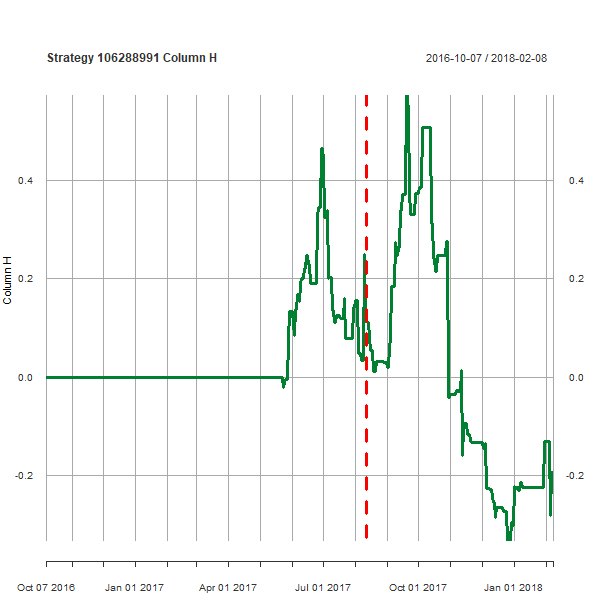 Strategy 106288991 Column H 2016-10-07 / 2018-02-08
Column H
0.4 0.4
0.2 0.2
0.0 0.0
-0.2 -0.2
Oct 07 2016 Jan 01 2017 Apr 01 2017 Jul 01 2017 Oct 01 2017 Jan 01 2018